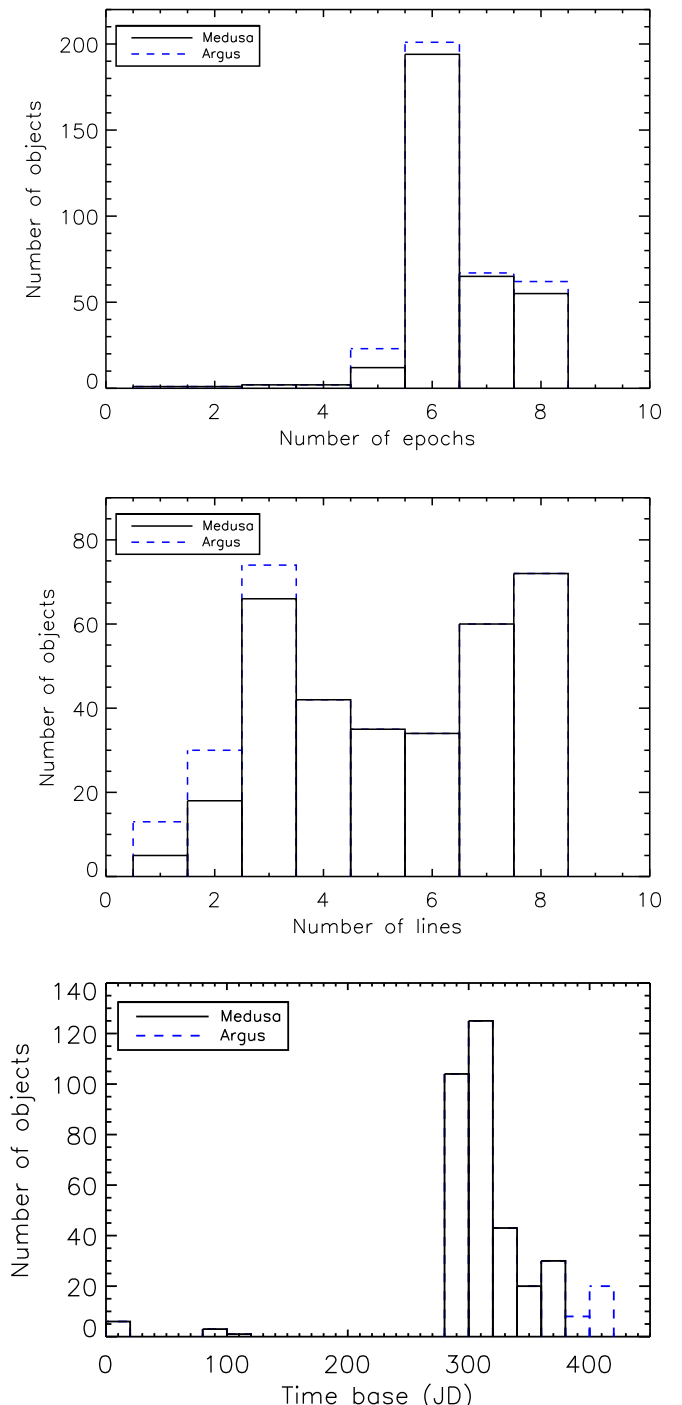 200
150
100
50
0
Number of objects
Medusa
Argus
0 2 4 6 8 10
Number of epochs
80
60
40
20
0
Number of objects
Medusa
Argus
0 2 4 6 8 10
Number of lines
140
120
100
80
60
40
20
0
Number of objects
Medusa
Argus
0 100 200 300 400
Time base (JD)